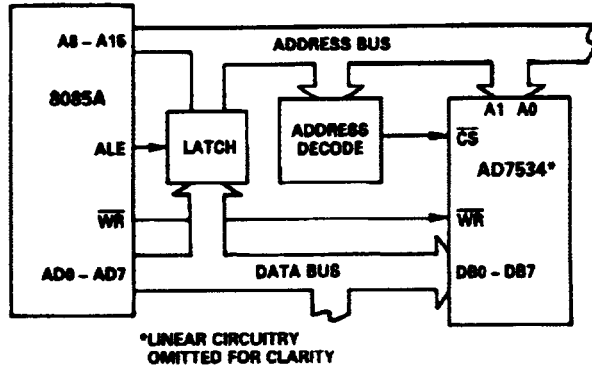 A8 – A15
ADDRESS BUS
8085A
A1 A0
ALE
LATCH
ADDRESS
DECODE
CS
AD7534*
WR
WR
AD0 – AD7
DATA BUS
DB0 – DB7
*LINEAR CIRCUITRY
OMITTED FOR CLARITY